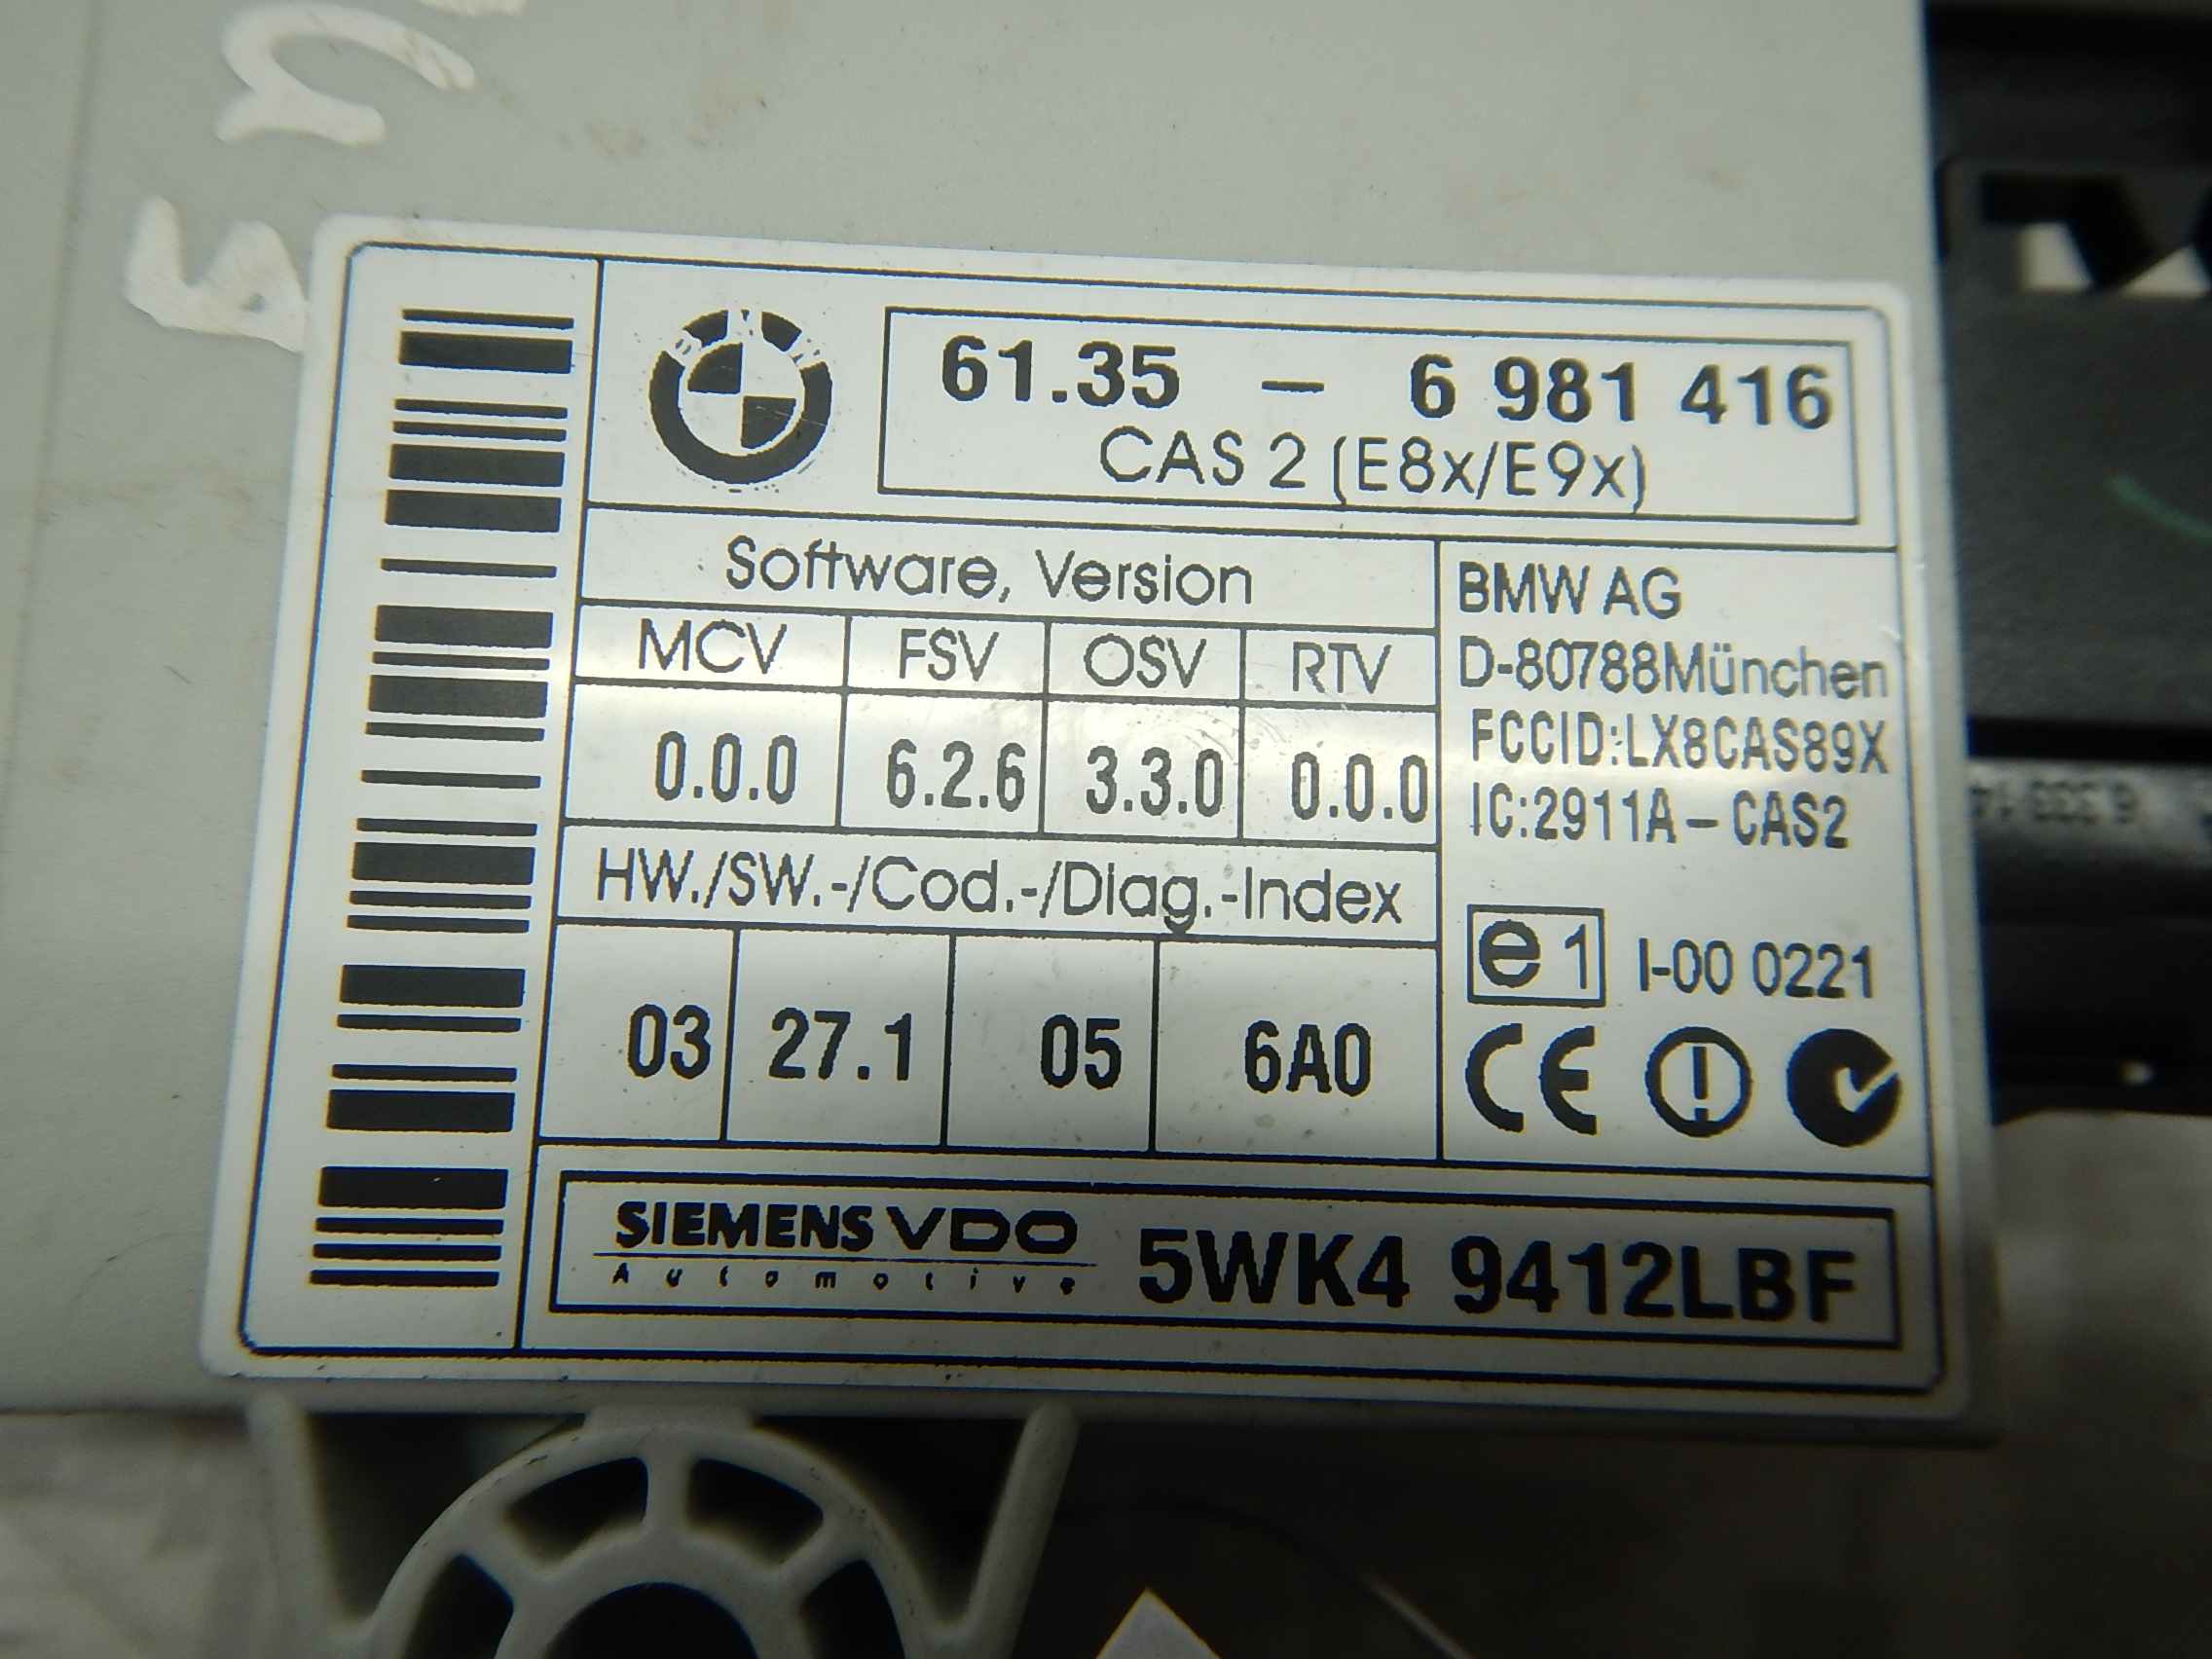 BMW
61.35 - 6 981 416
CAS 2 (E8x/E9x)
Software, Version
MCV FSV OSV RTV
0.0.0 6.2.6 3.3.0 0.0.0
HW./SW.-/Cod.-/Diag.-Index
03 27.1 05 6A0
BMW AG
D-80788München
FCCID:LX8CAS89X
IC:2911A-CAS2
e1 I-00 0221
CE
SIEMENS VDO
Automotive
5WK4 9412LBF